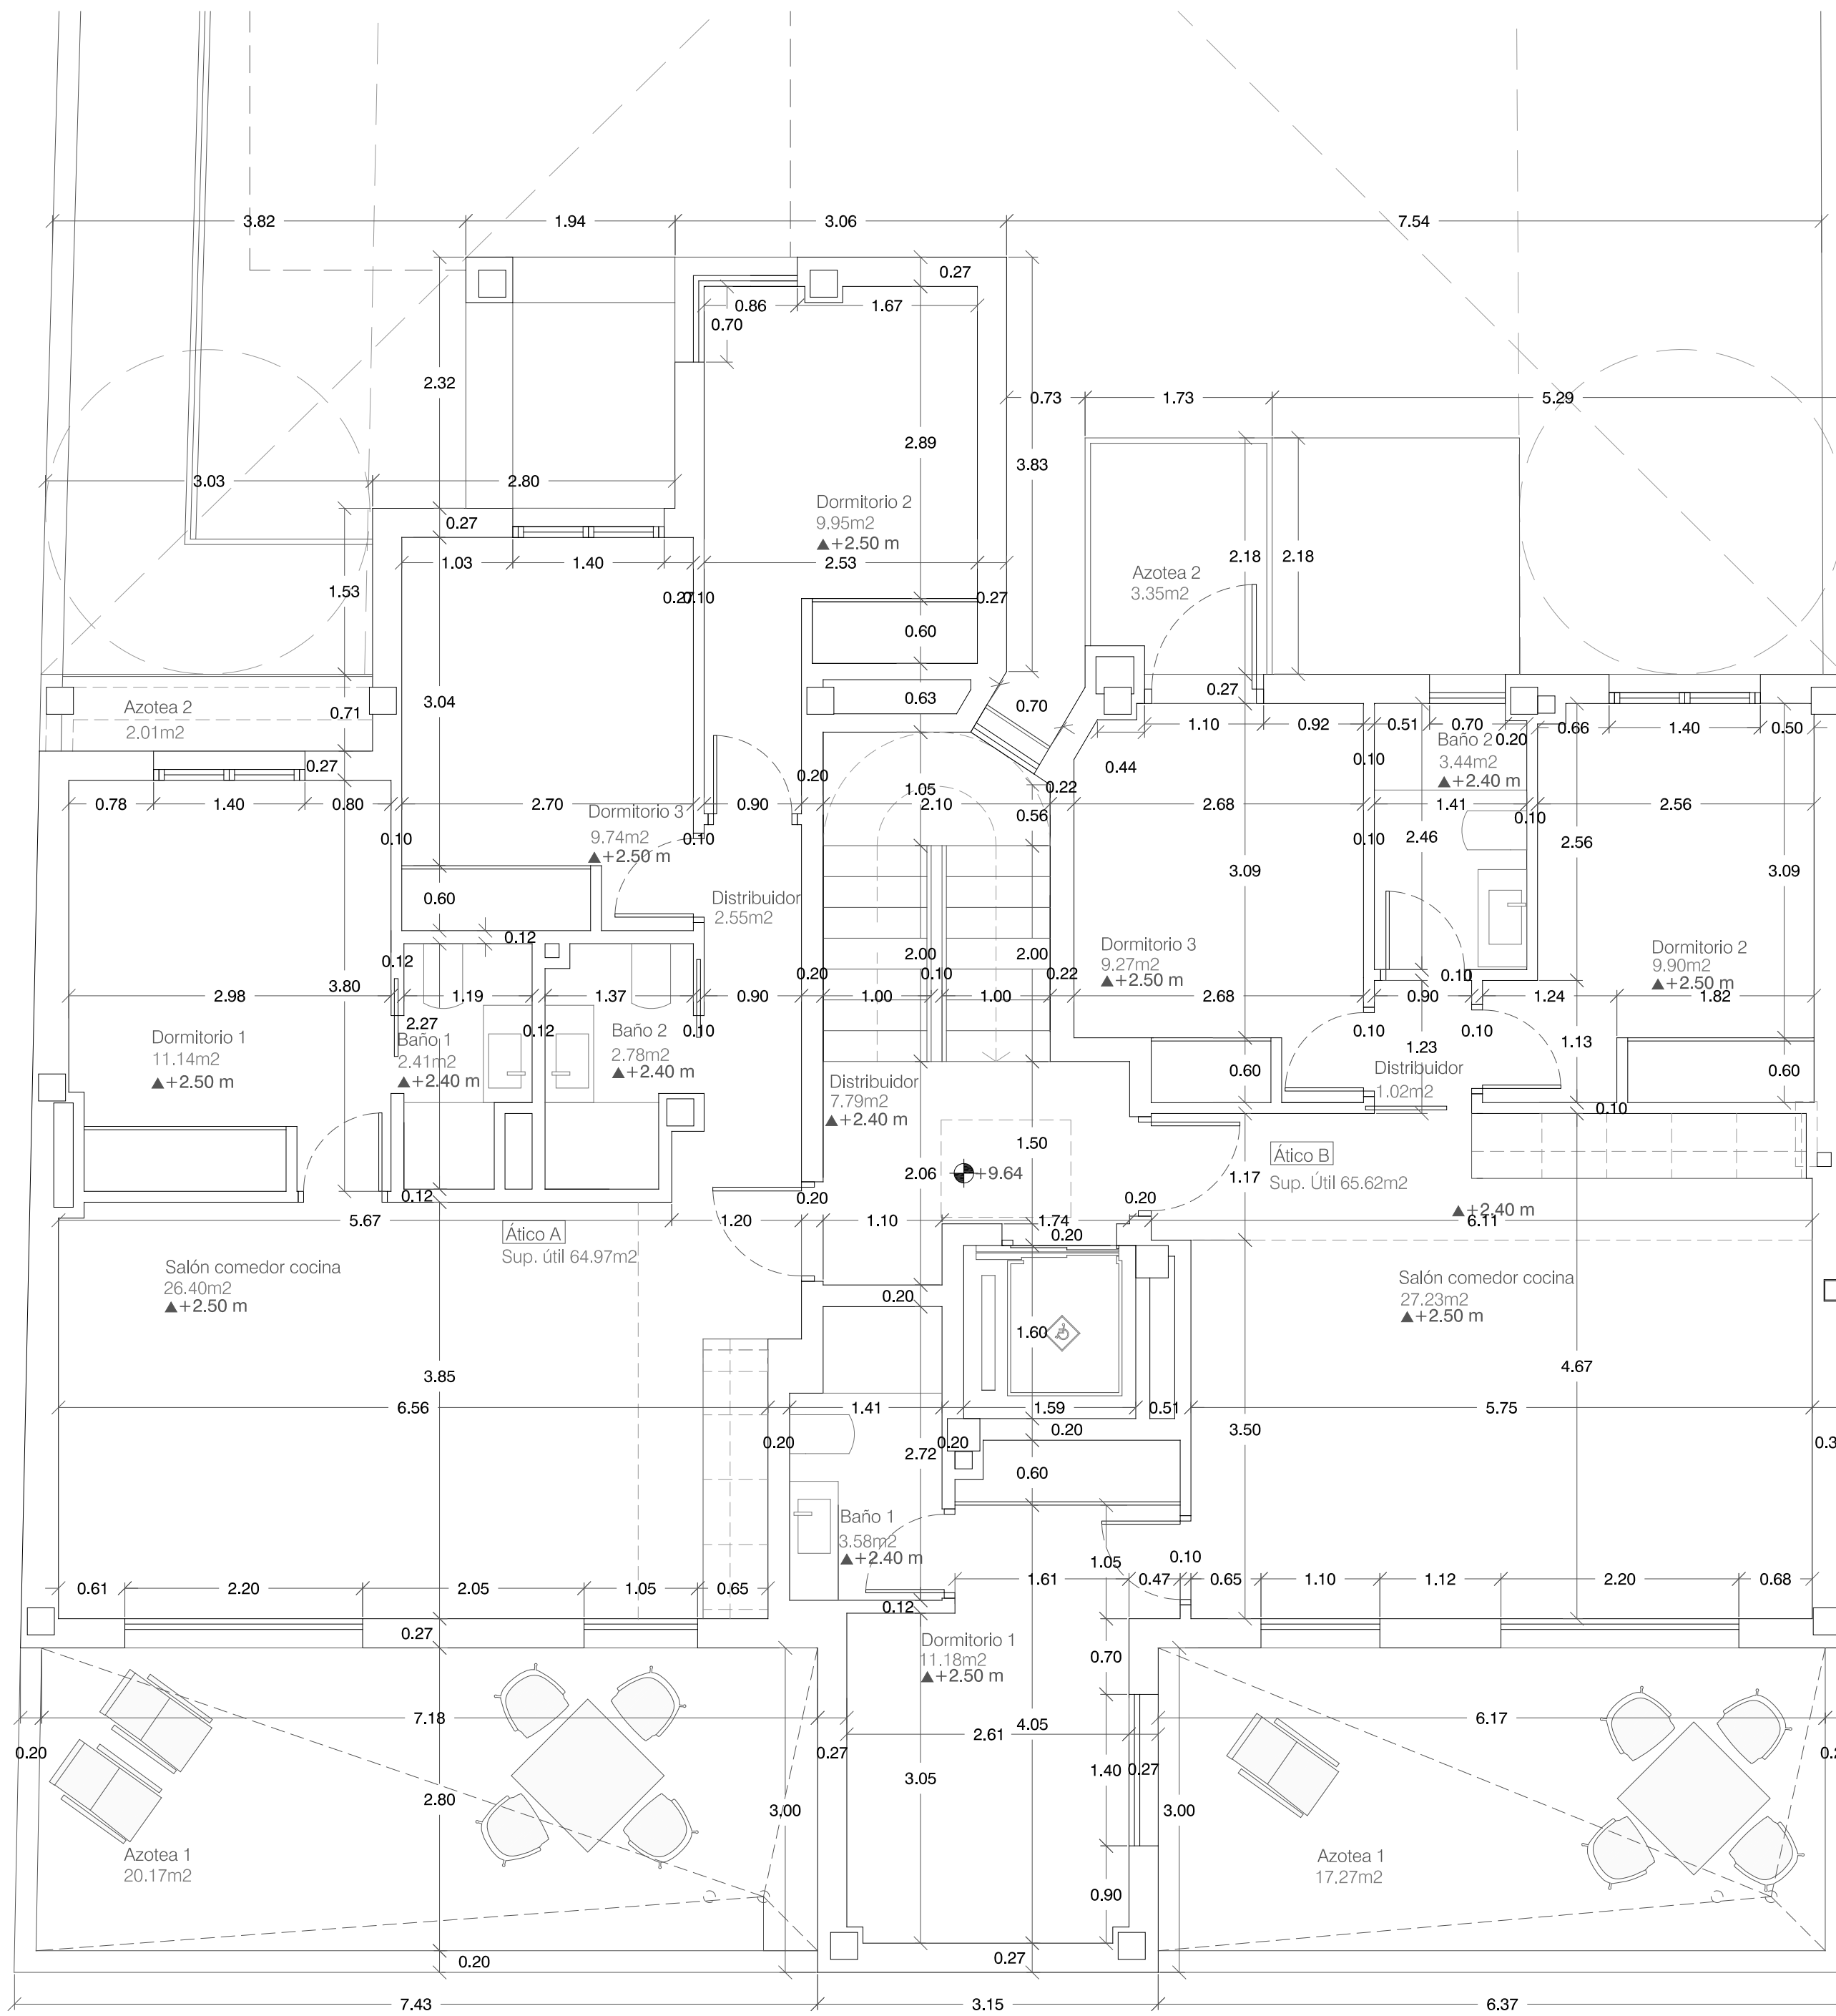 3.82
1.94
3.06
7.54
0.27
0.86
1.67
0.70
2.32
0.73
1.73
5.29
2.89
3.83
3.03
2.80
Dormitorio 2
9.95m2
▲+2.50 m
0.27
2.18
2.18
1.03
1.40
2.53
Azotea 2
3.35m2
1.53
0.27
0.10
0.27
0.60
3.04
0.63
0.27
0.70
Azotea 2
2.01m2
0.71
1.10
0.92
0.51
0.70
0.20
0.66
1.40
0.50
Baño 2
3.44m2
▲+2.40 m
0.27
0.44
0.10
0.20
1.05
0.22
0.78
1.40
0.80
2.70
0.90
2.10
2.68
1.41
2.56
Dormitorio 3
9.74m2
▲+2.50 m
0.56
0.10
0.10
0.10
0.10
2.46
2.56
3.09
3.09
0.60
Distribuidor
2.55m2
0.12
Dormitorio 3
9.27m2
▲+2.50 m
Dormitorio 2
9.90m2
▲+2.50 m
0.12
2.00
2.00
0.20
0.10
0.22
0.10
3.80
2.98
1.19
1.37
0.90
1.00
1.00
2.68
0.90
1.24
1.82
2.27
0.12
0.10
0.10
0.10
Dormitorio 1
11.14m2
▲+2.50 m
Baño 1
2.41m2
▲+2.40 m
Baño 2
2.78m2
▲+2.40 m
1.23
1.13
Distribuidor
7.79m2
▲+2.40 m
0.60
Distribuidor
1.02m2
0.60
0.10
1.50
2.06
+9.64
1.17
Ático B
Sup. Útil 65.62m2
0.12
0.20
0.20
▲+2.40 m
5.67
1.20
1.10
1.74
6.11
Ático A
Sup. útil 64.97m2
0.20
Salón comedor cocina
26.40m2
▲+2.50 m
Salón comedor cocina
27.23m2
▲+2.50 m
0.20
1.60
3.85
4.67
6.56
1.41
1.59
0.51
5.75
0.20
3.50
0.20
2.72
0.20
0.60
Baño 1
3.58m2
▲+2.40 m
1.05
0.10
0.61
2.20
2.05
1.05
0.65
1.61
0.47
0.65
1.10
1.12
2.20
0.68
0.12
0.27
Dormitorio 1
11.18m2
▲+2.50 m
0.70
7.18
4.05
2.61
6.17
0.20
0.27
3.05
1.40
0.27
2.80
3.00
3.00
Azotea 1
20.17m2
Azotea 1
17.27m2
0.90
0.20
0.27
7.43
3.15
6.37